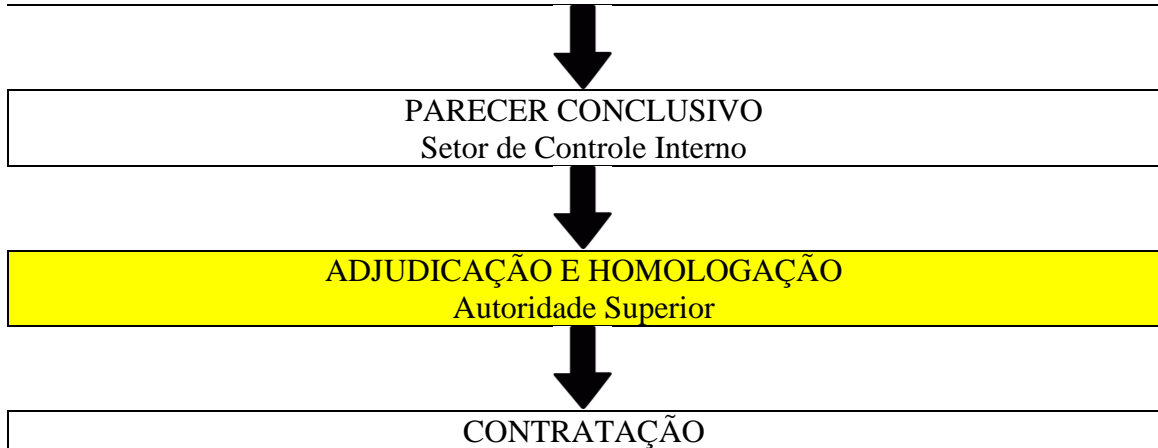 PARECER CONCLUSIVO
Setor de Controle Interno
ADJUDICAÇÃO E HOMOLOGAÇÃO
Autoridade Superior
CONTRATAÇÃO